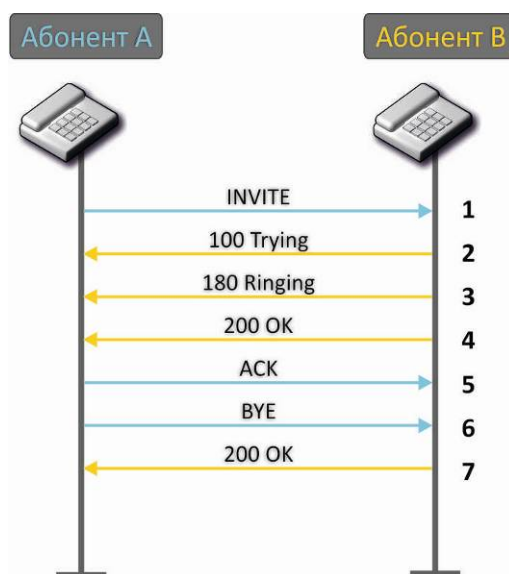 Абонент A
Абонент B
INVITE
1
100 Trying
2
180 Ringing
3
200 OK
4
ACK
5
BYE
6
200 OK
7